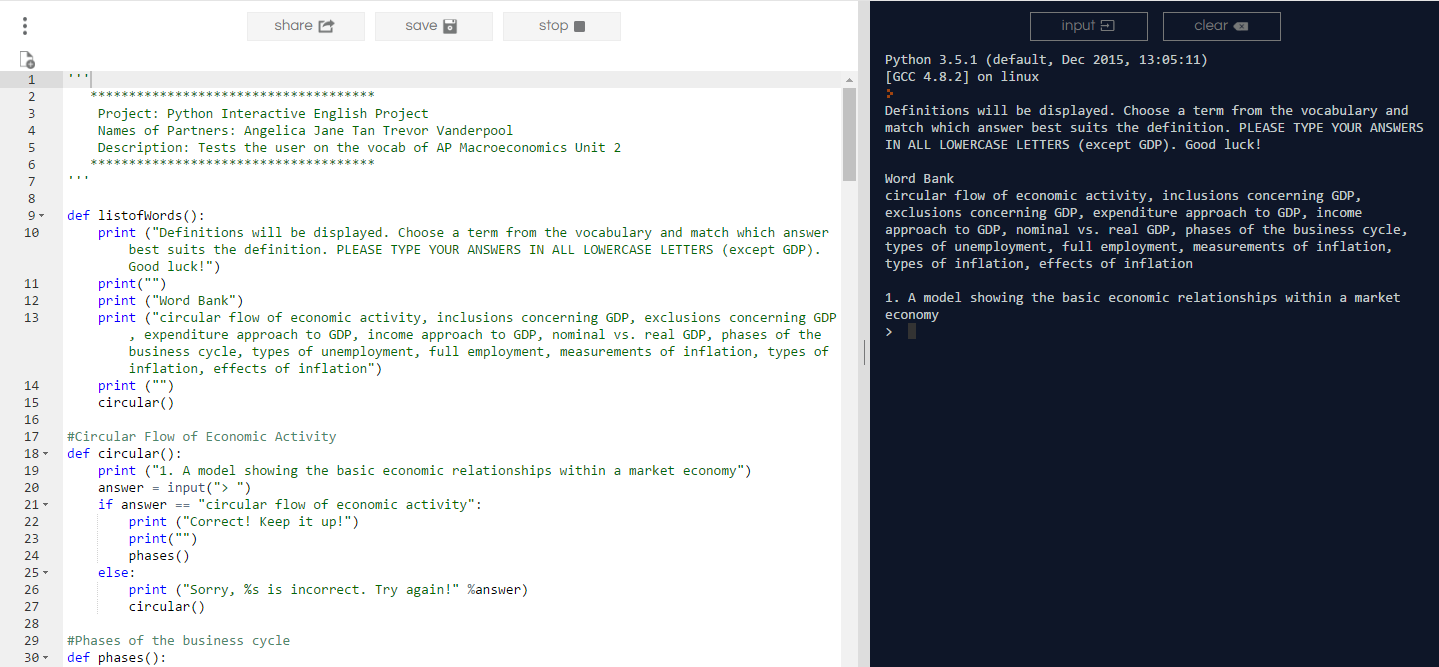 share save stop
1 '''
2 *************************************
3 Project: Python Interactive English Project
4 Names of Partners: Angelica Jane Tan Trevor Vanderpool
5 Description: Tests the user on the vocab of AP Macroeconomics Unit 2
6 *************************************
7 '''
8
9 def listofWords():
10 print ("Definitions will be displayed. Choose a term from the vocabulary and match which answer
best suits the definition. PLEASE TYPE YOUR ANSWERS IN ALL LOWERCASE LETTERS (except GDP).
Good luck!")
11 print("")
12 print ("Word Bank")
13 print ("circular flow of economic activity, inclusions concerning GDP, exclusions concerning GDP
, expenditure approach to GDP, income approach to GDP, nominal vs. real GDP, phases of the
business cycle, types of unemployment, full employment, measurements of inflation, types of
inflation, effects of inflation")
14 print ("")
15 circular()
16
17 #Circular Flow of Economic Activity
18 def circular():
19 print ("1. A model showing the basic economic relationships within a market economy")
20 answer = input("> ")
21 if answer == "circular flow of economic activity":
22 print ("Correct! Keep it up!")
23 print("")
24 phases()
25 else:
26 print ("Sorry, %s is incorrect. Try again!" %answer)
27 circular()
28
29 #Phases of the business cycle
30 def phases():
input clear
Python 3.5.1 (default, Dec 2015, 13:05:11)
[GCC 4.8.2] on linux
Definitions will be displayed. Choose a term from the vocabulary and
match which answer best suits the definition. PLEASE TYPE YOUR ANSWERS
IN ALL LOWERCASE LETTERS (except GDP). Good luck!
Word Bank
circular flow of economic activity, inclusions concerning GDP,
exclusions concerning GDP, expenditure approach to GDP, income
approach to GDP, nominal vs. real GDP, phases of the business cycle,
types of unemployment, full employment, measurements of inflation,
types of inflation, effects of inflation
1. A model showing the basic economic relationships within a market
economy
>